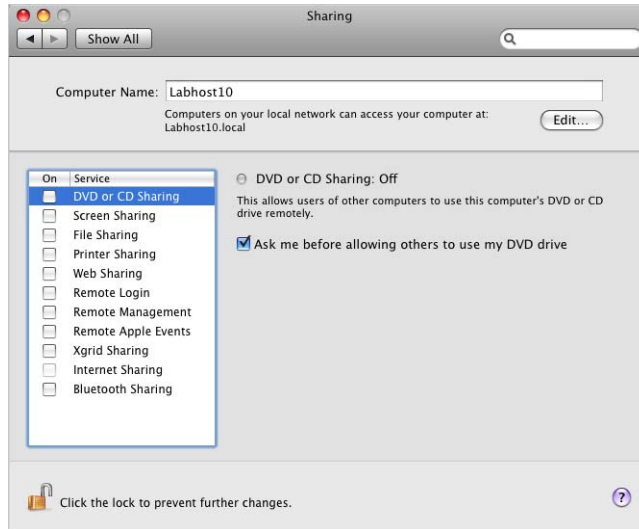 Sharing
Show All
Computer Name: Labhost10
Computers on your local network can access your computer at:
Labhost10.local
Edit...
On Service
DVD or CD Sharing
Screen Sharing
File Sharing
Printer Sharing
Web Sharing
Remote Login
Remote Management
Remote Apple Events
Xgrid Sharing
Internet Sharing
Bluetooth Sharing
DVD or CD Sharing: Off
This allows users of other computers to use this computer's DVD or CD
drive remotely.
Ask me before allowing others to use my DVD drive
Click the lock to prevent further changes.
?